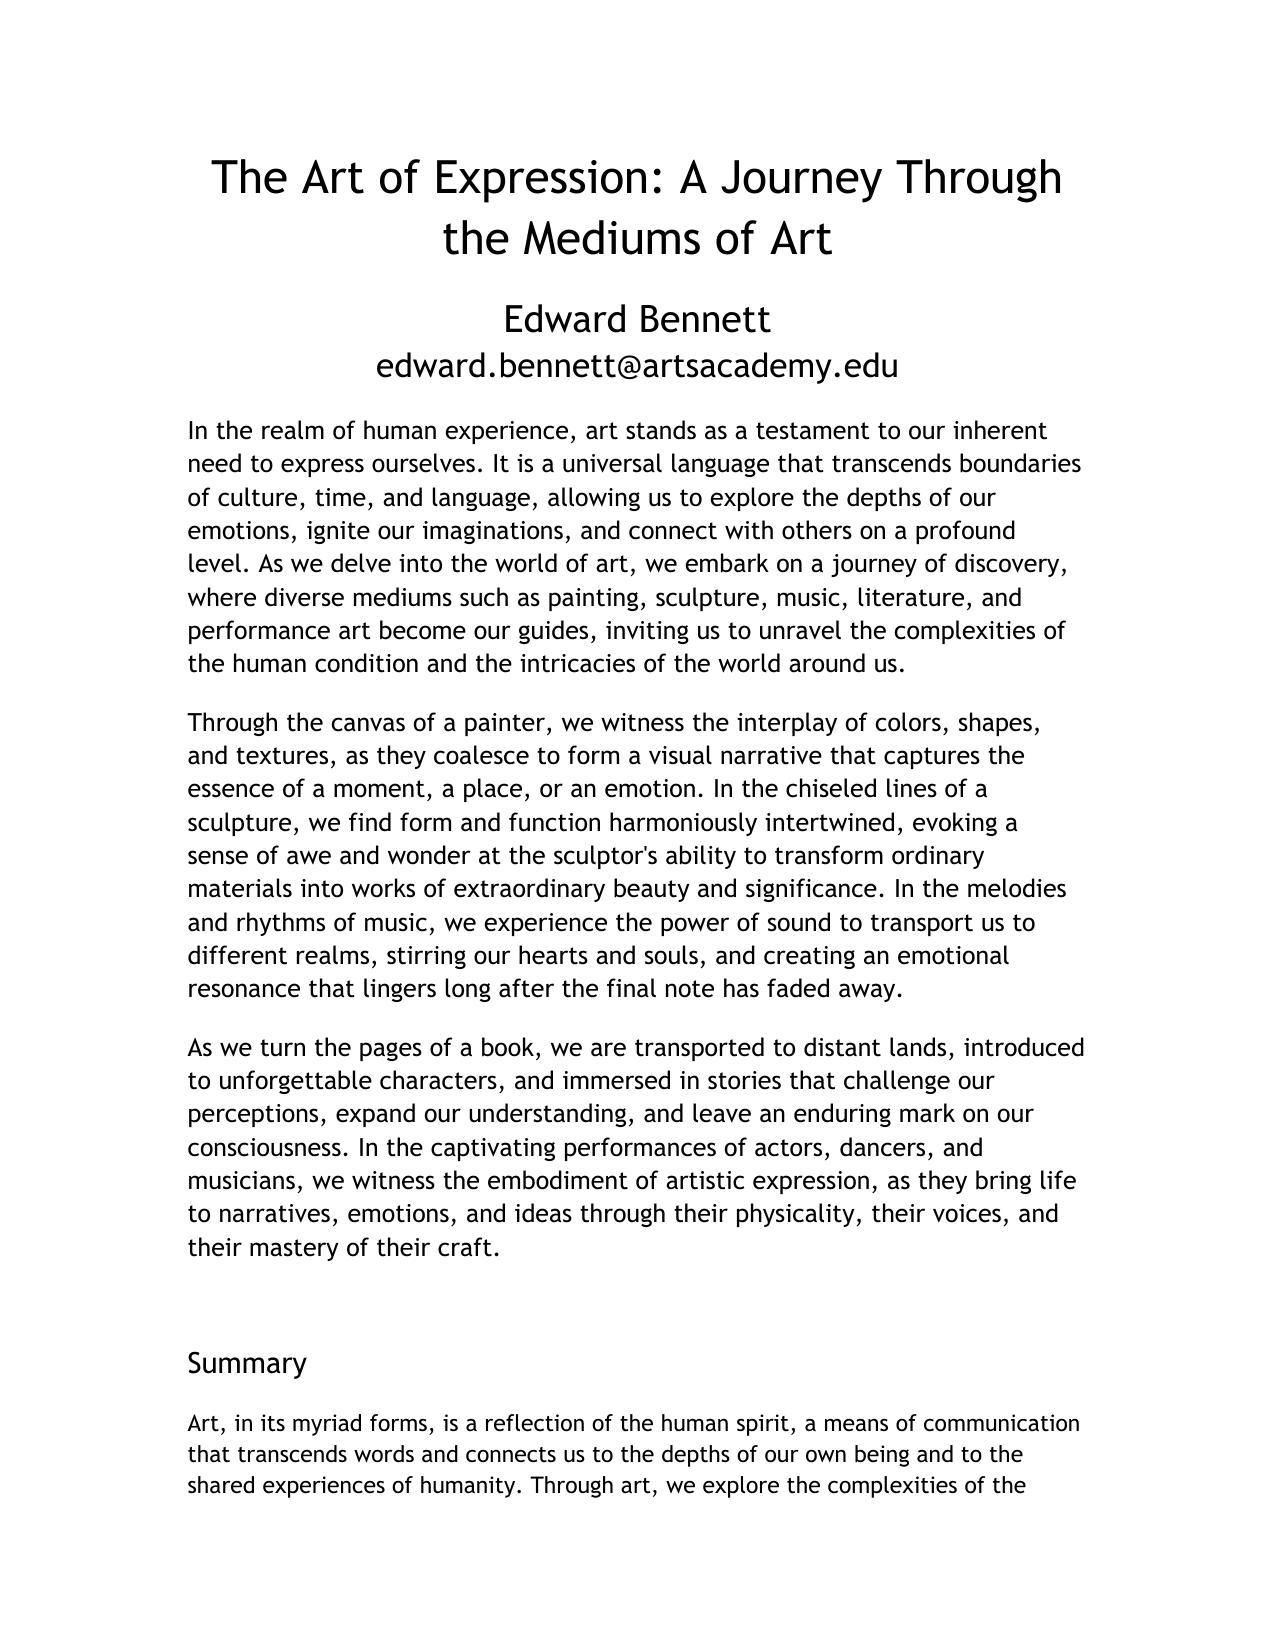 The Art of Expression: A Journey Through
the Mediums of Art
Edward Bennett
edward.bennett@artsacademy.edu
In the realm of human experience, art stands as a testament to our inherent
need to express ourselves. It is a universal language that transcends boundaries
of culture, time, and language, allowing us to explore the depths of our
emotions, ignite our imaginations, and connect with others on a profound
level. As we delve into the world of art, we embark on a journey of discovery,
where diverse mediums such as painting, sculpture, music, literature, and
performance art become our guides, inviting us to unravel the complexities of
the human condition and the intricacies of the world around us.
Through the canvas of a painter, we witness the interplay of colors, shapes,
and textures, as they coalesce to form a visual narrative that captures the
essence of a moment, a place, or an emotion. In the chiseled lines of a
sculpture, we find form and function harmoniously intertwined, evoking a
sense of awe and wonder at the sculptor's ability to transform ordinary
materials into works of extraordinary beauty and significance. In the melodies
and rhythms of music, we experience the power of sound to transport us to
different realms, stirring our hearts and souls, and creating an emotional
resonance that lingers long after the final note has faded away.
As we turn the pages of a book, we are transported to distant lands, introduced
to unforgettable characters, and immersed in stories that challenge our
perceptions, expand our understanding, and leave an enduring mark on our
consciousness. In the captivating performances of actors, dancers, and
musicians, we witness the embodiment of artistic expression, as they bring life
to narratives, emotions, and ideas through their physicality, their voices, and
their mastery of their craft.
Summary
Art, in its myriad forms, is a reflection of the human spirit, a means of communication
that transcends words and connects us to the depths of our own being and to the
shared experiences of humanity. Through art, we explore the complexities of the